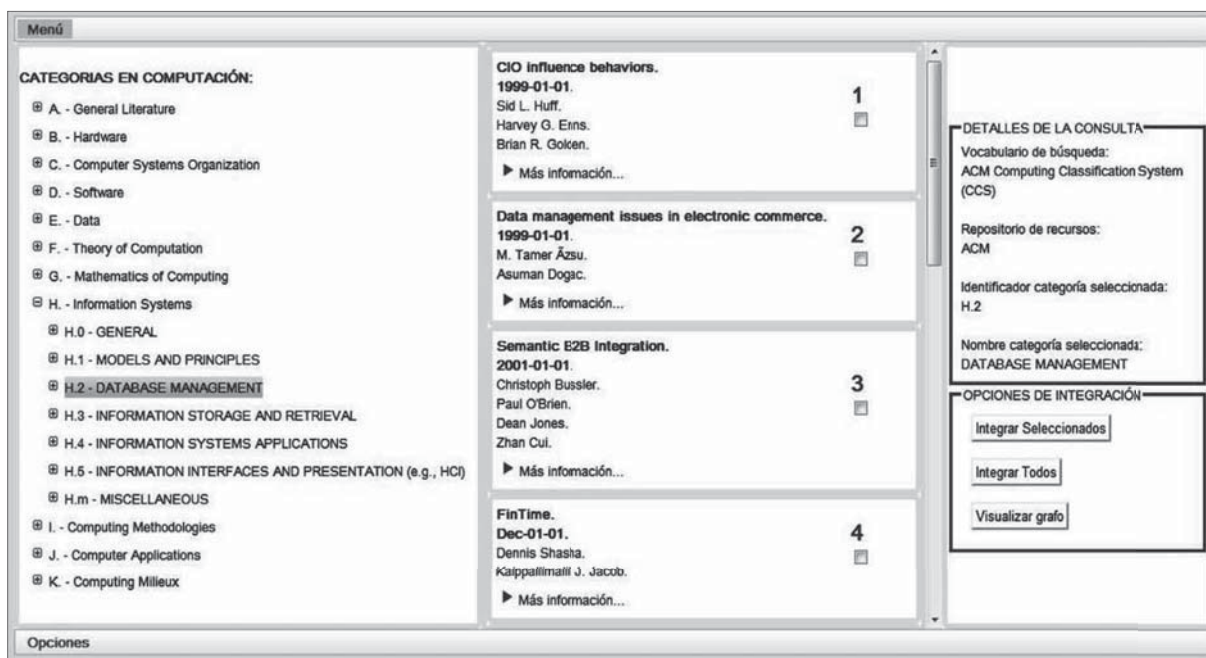 Menú
CATEGORIAS EN COMPUTACIÓN:
A. - General Literature
B. - Hardware
C. - Computer Systems Organization
D. - Software
E. - Data
F. - Theory of Computation
G. - Mathematics of Computing
H. - Information Systems
H.0 - GENERAL
H.1 - MODELS AND PRINCIPLES
H.2 - DATABASE MANAGEMENT
H.3 - INFORMATION STORAGE AND RETRIEVAL
H.4 - INFORMATION SYSTEMS APPLICATIONS
H.5 - INFORMATION INTERFACES AND PRESENTATION (e.g., HCI)
H.m - MISCELLANEOUS
I. - Computing Methodologies
J. - Computer Applications
K. - Computing Milieux
CIO influence behaviors.
1999-01-01.
1
Sid L. Huff.
Harvey G. Enns.
Brian R. Golden.
Más información...
Data management issues in electronic commerce.
1999-01-01.
2
M. Tamer Ãzsu.
Asuman Dogac.
Más información...
Semantic B2B Integration.
2001-01-01.
Christoph Bussler.
3
Paul O'Brien.
Dean Jones.
Zhan Cui.
Más información...
FinTime.
Dec-01-01.
4
Dennis Shasha.
Kaippallimalil J. Jacob.
Más información...
DETALLES DE LA CONSULTA
Vocabulario de búsqueda:
ACM Computing Classification System
(CCS)
Repositorio de recursos:
ACM
Identificador categoría seleccionada:
H.2
Nombre categoría seleccionada:
DATABASE MANAGEMENT
OPCIONES DE INTEGRACIÓN
Integrar Seleccionados
Integrar Todos
Visualizar grafo
Opciones